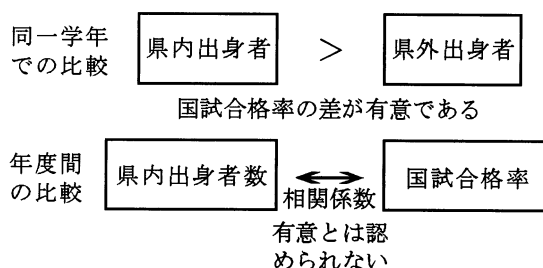 同一学年
での比較
県内出身者
>
県外出身者
国試合格率の差が有意である
年度間
の比較
県内出身者数
相関係数
国試合格率
有意とは認
められない